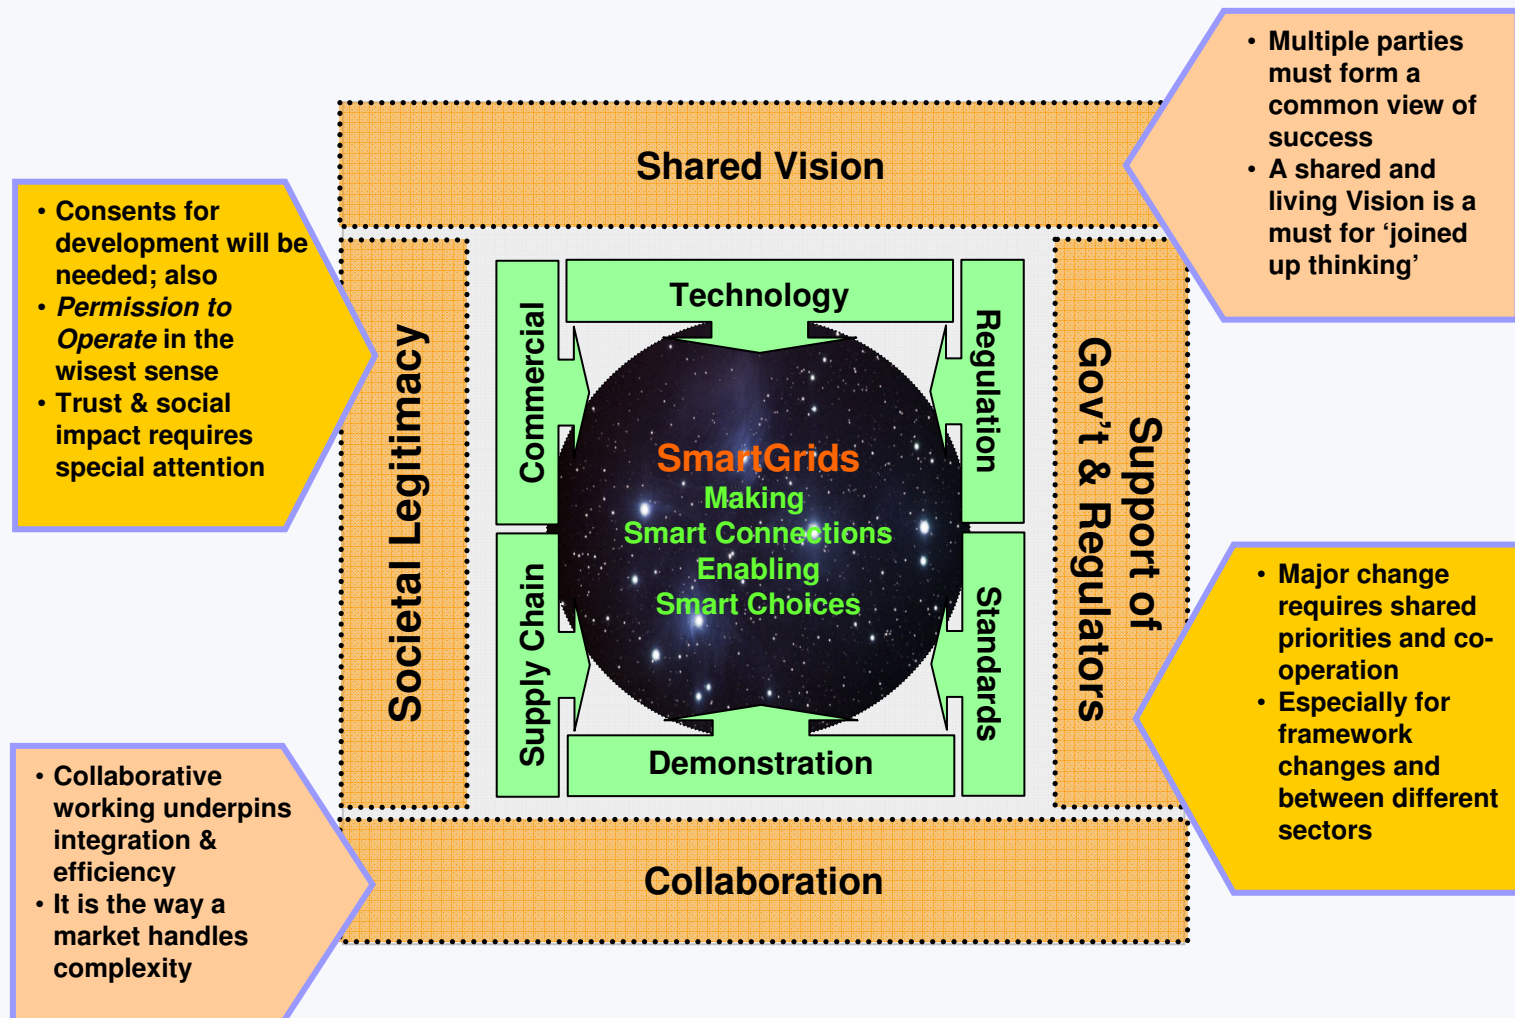 • Multiple parties
must form a
common view of
success
• A shared and
living Vision is a
must for ‘joined
up thinking’
Shared Vision
• Consents for
development will be
needed; also
• Permission to
Operate in the
wisest sense
• Trust & social
impact requires
special attention
Societal Legitimacy
Commercial
Technology
Regulation
Support of
Gov’t & Regulators
SmartGrids
Making
Smart Connections
Enabling
Smart Choices
Supply Chain
Standards
Demonstration
• Major change
requires shared
priorities and co-
operation
• Especially for
framework
changes and
between different
sectors
• Collaborative
working underpins
integration &
efficiency
• It is the way a
market handles
complexity
Collaboration